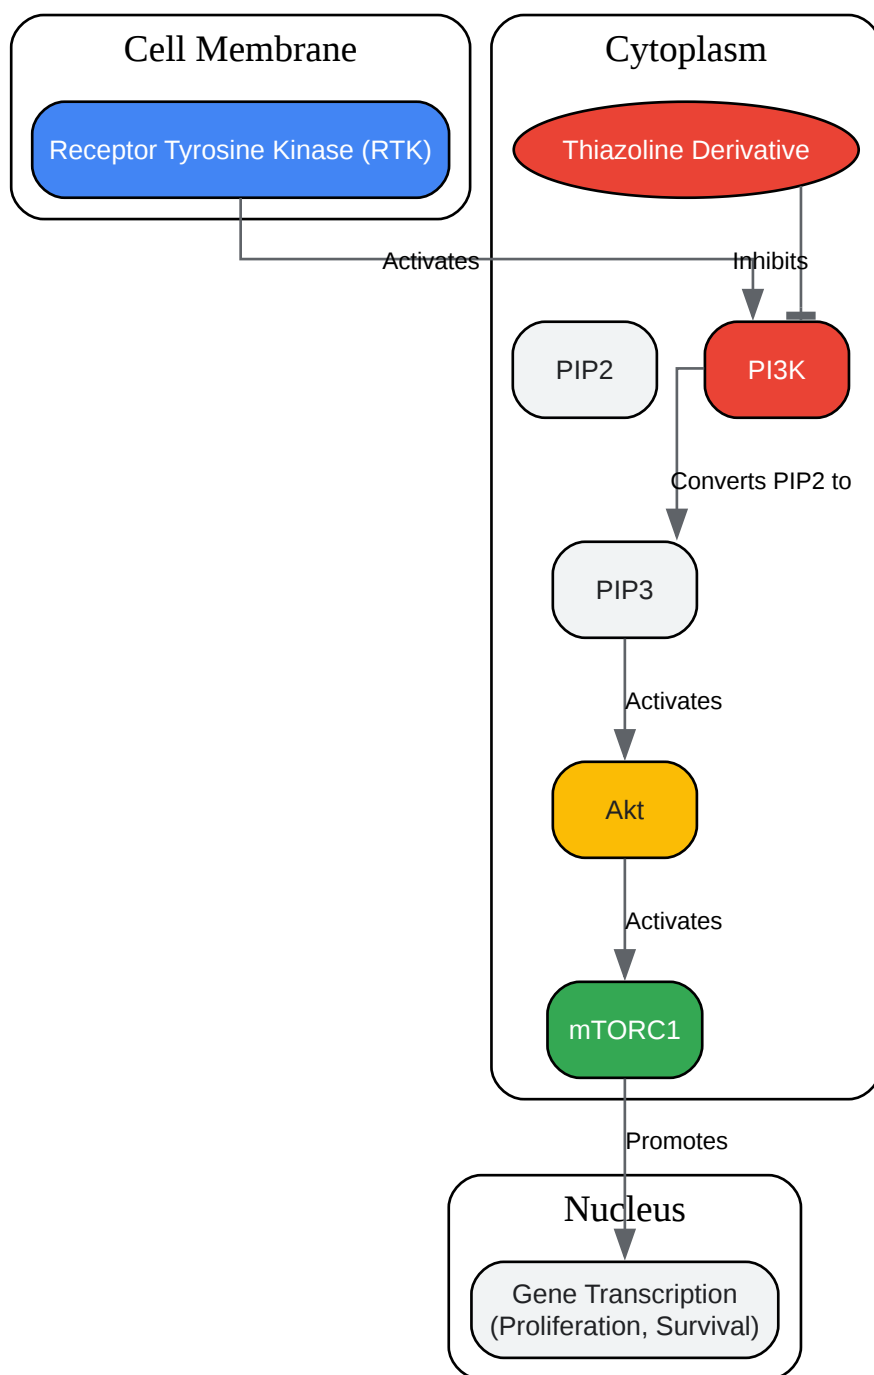 Cell Membrane
Cytoplasm
Receptor Tyrosine Kinase (RTK)
Thiazoline Derivative
Activates
Inhibits
PIP2
PI3K
Converts PIP2 to
PIP3
Activates
Akt
Activates
mTORC1
Promotes
Nucleus
Gene Transcription
(Proliferation, Survival)